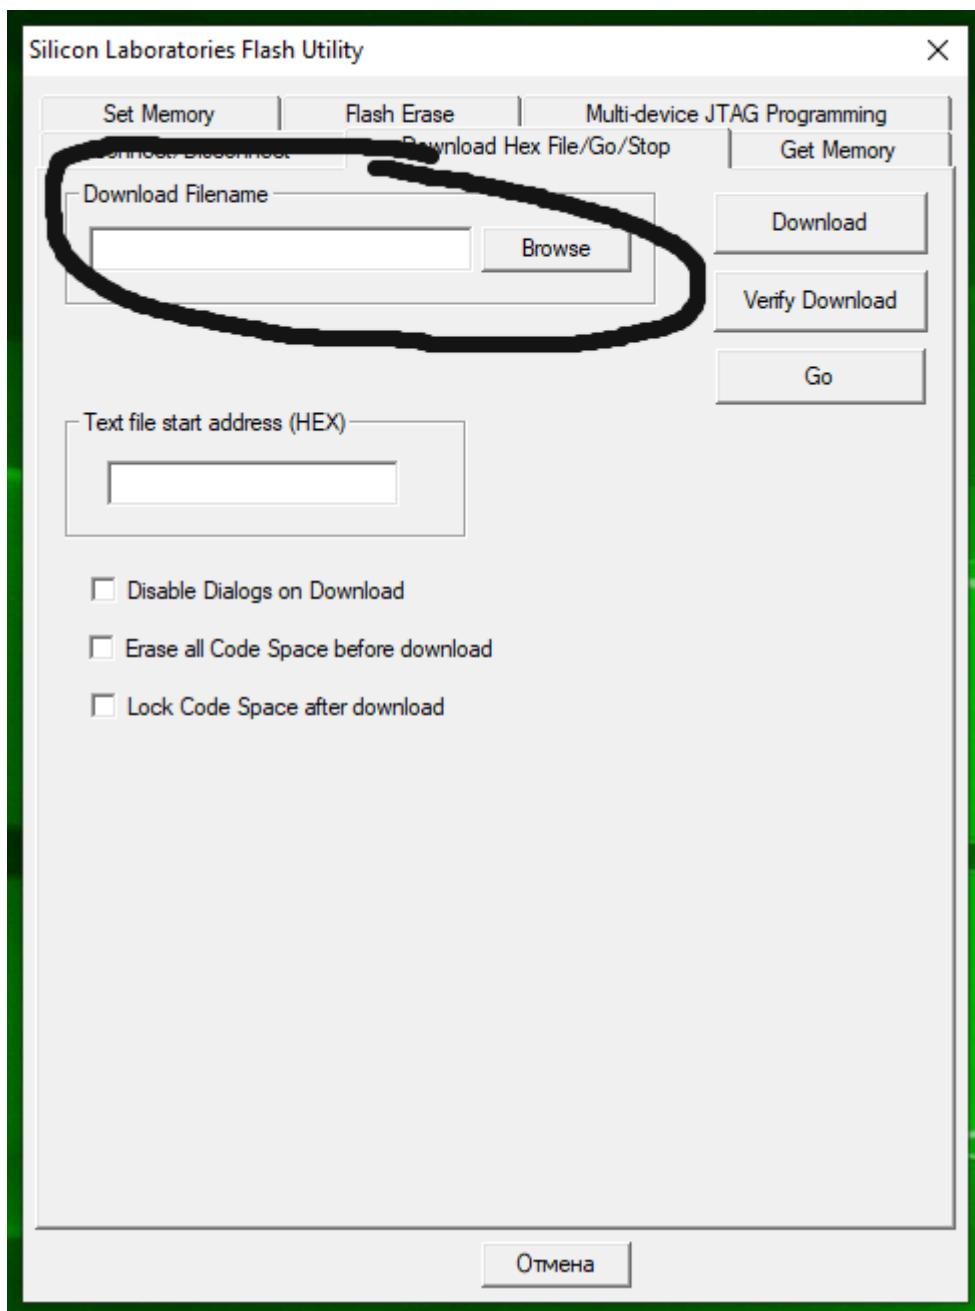 Silicon Laboratories Flash Utility
Set Memory Flash Erase Multi-device JTAG Programming
Connect/Disconnect Download Hex File/Go/Stop Get Memory
Download Filename
Browse
Download
Verify Download
Go
Text file start address (HEX)
Disable Dialogs on Download
Erase all Code Space before download
Lock Code Space after download
Отмена